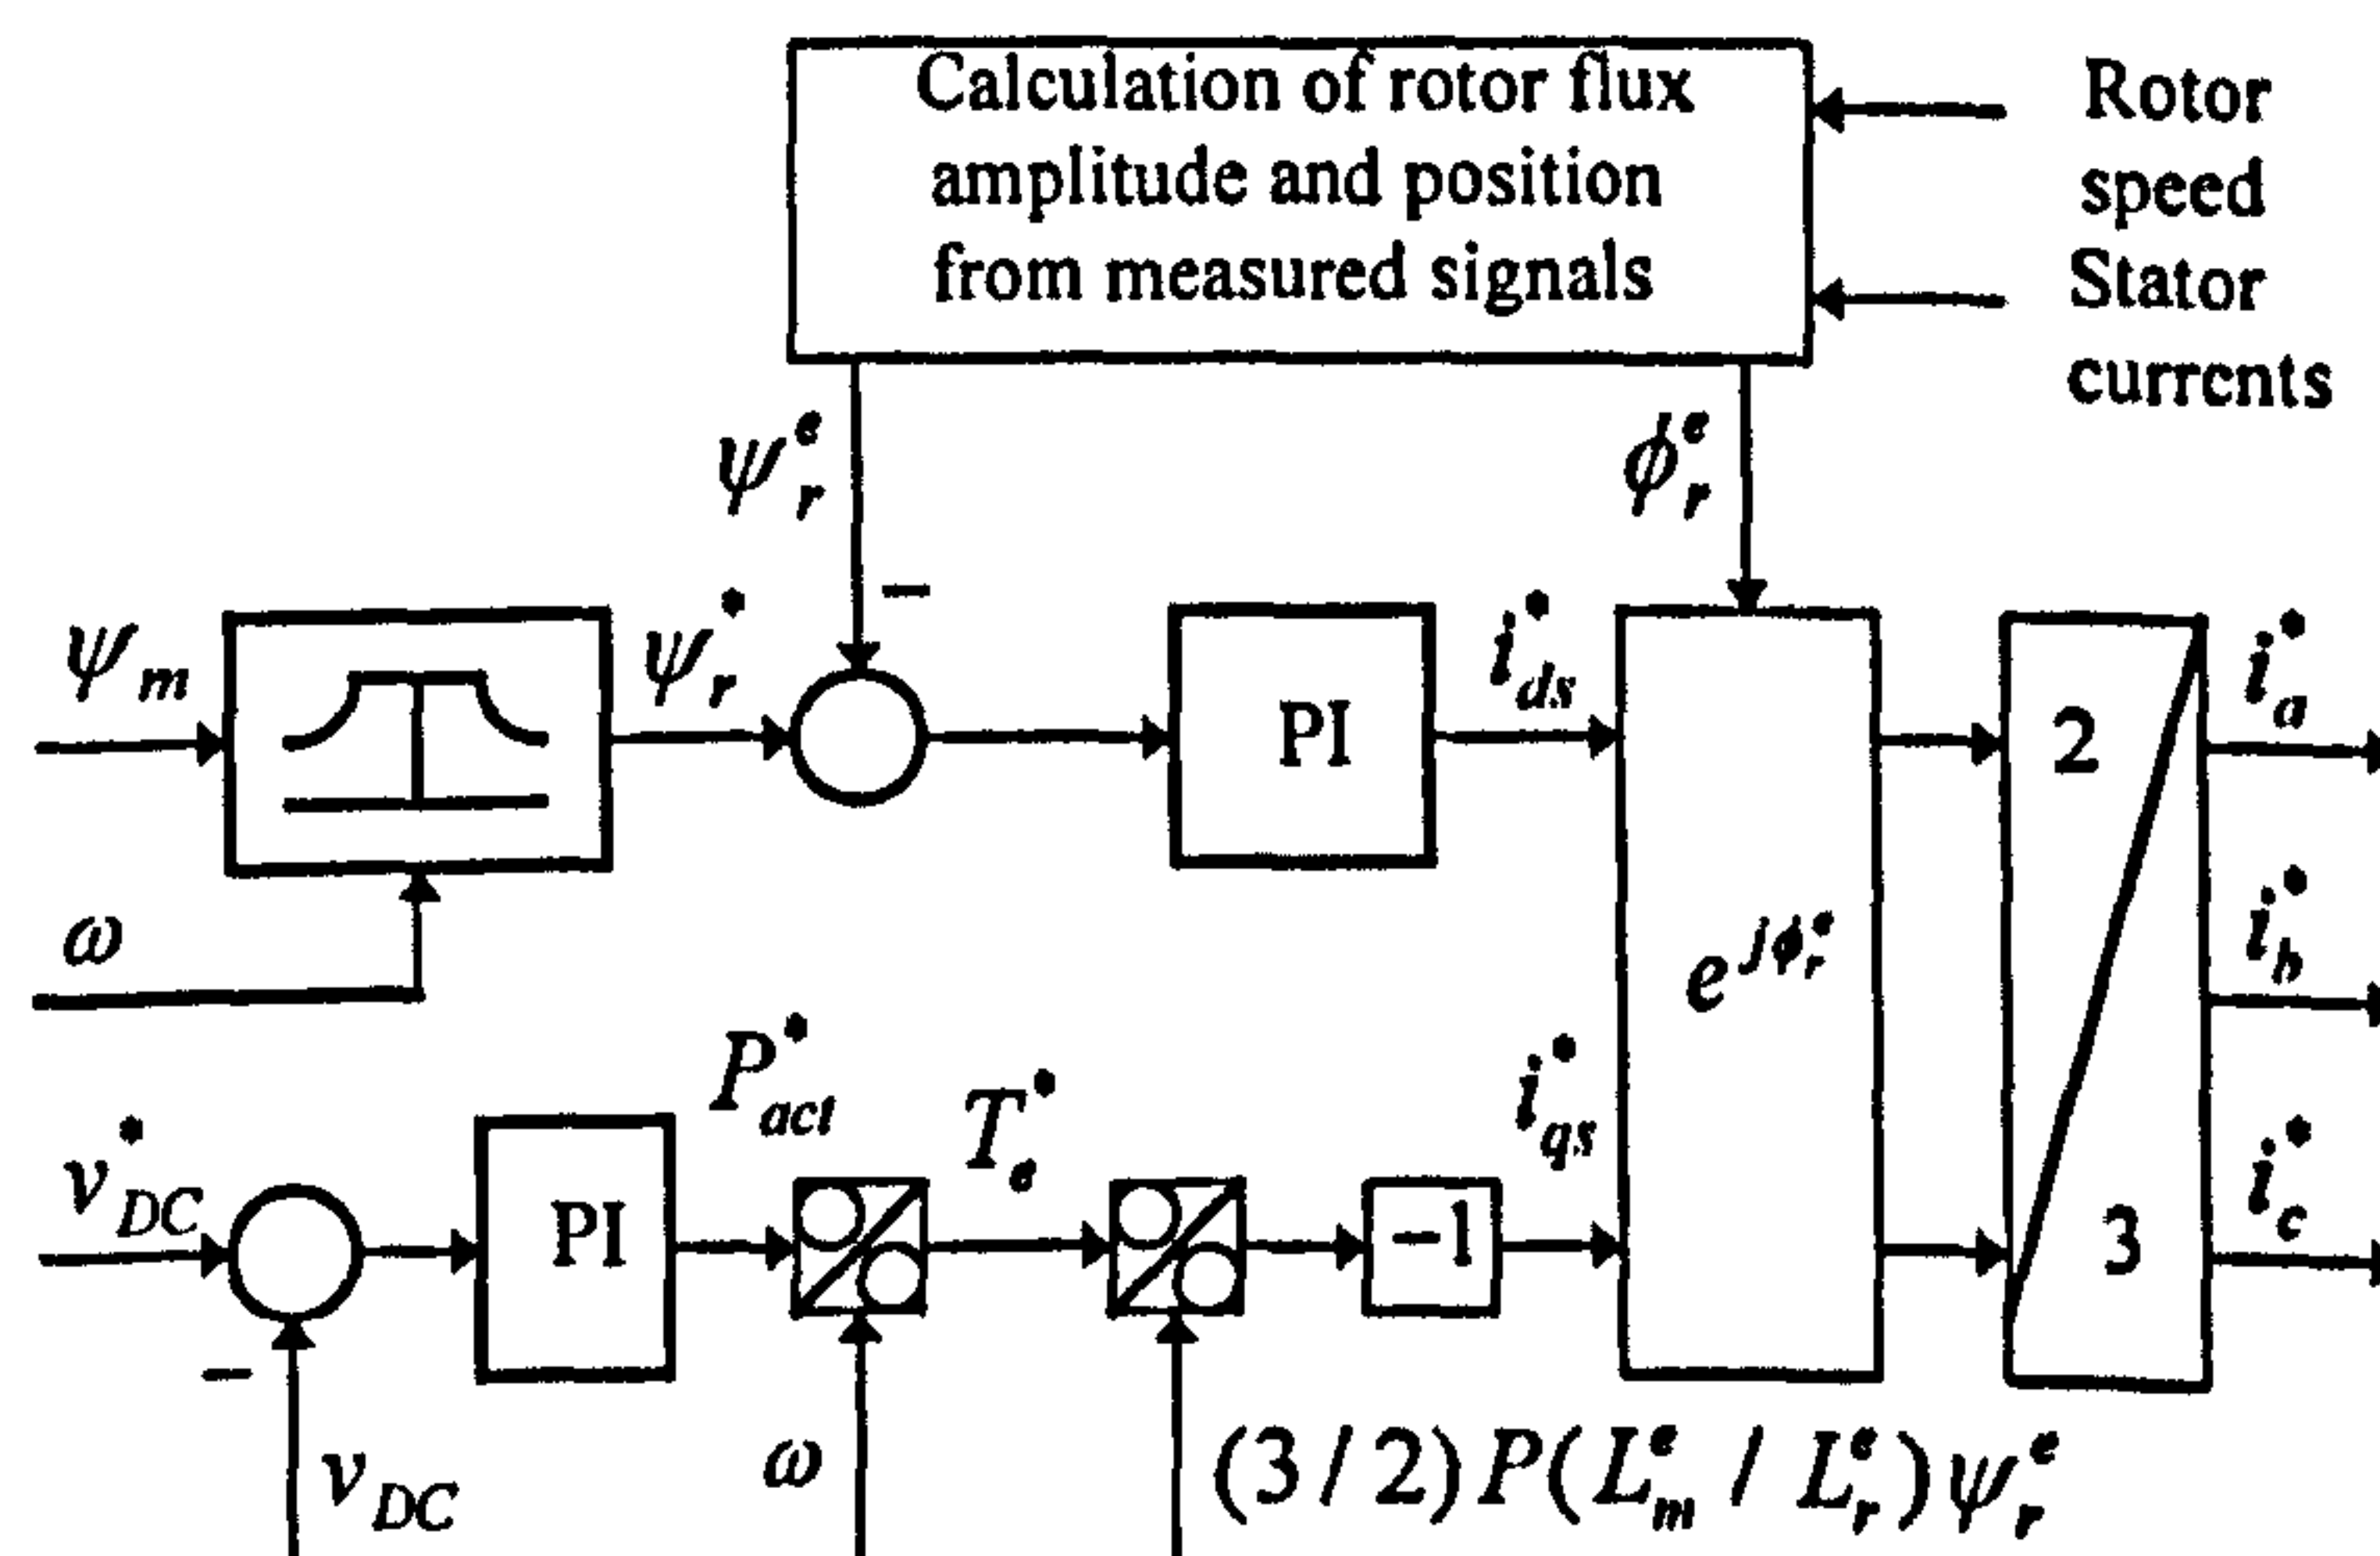 Calculation of rotor flux
amplitude and position
from measured signals
Rotor
speed
Stator
currents
ψ_r^e
ϕ_r^e
ψ_m
ψ_r^•
PI
i_ds^•
2
i_a^•
ω
e^{jϕ_r^e}
i_b^•
P_act^•
T_e^•
i_qs^•
v_DC^•
PI
-1
3
i_c^•
v_DC
ω
(3/2)P(L_m^e / L_r^e)ψ_r^e